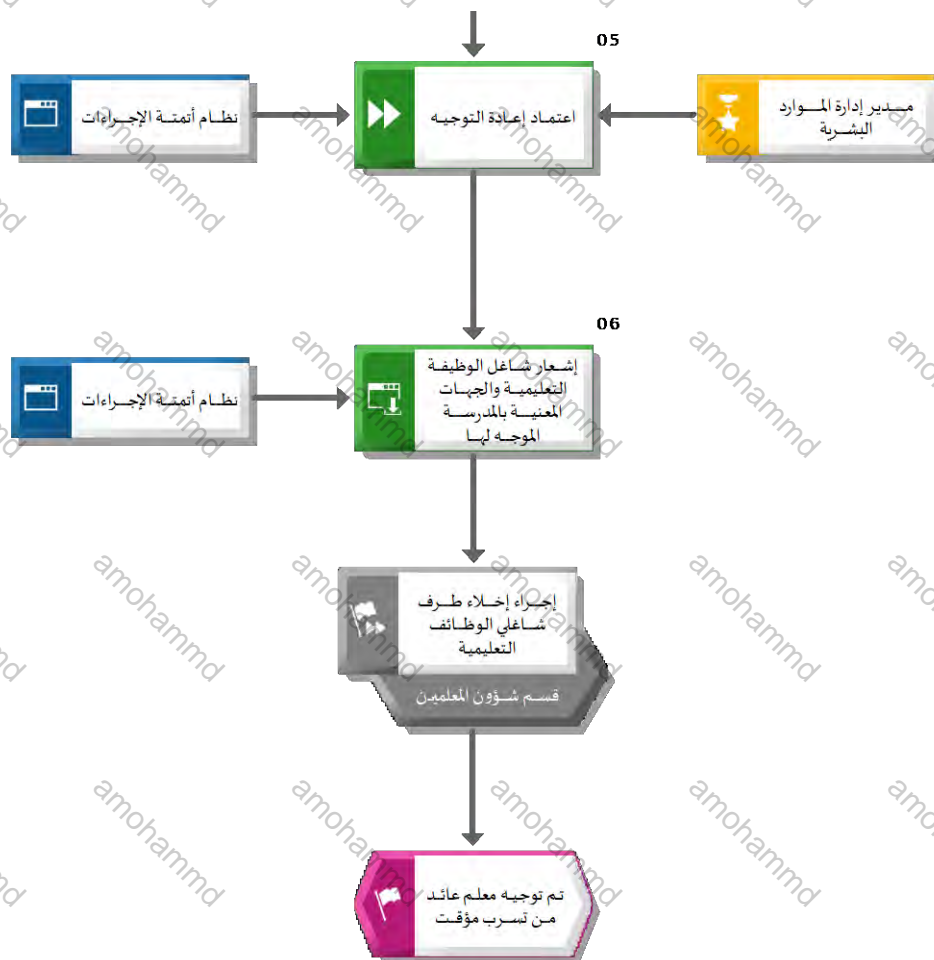 05
مـــدير إدارة المـــوارد
البشرية
اعتماد إعادة التوجيه
نظام أتمتة الإجراءات
06
إشعار شاغل الوظيفة
التعليمية والجهات
المعنية بالمدرسة
الموجه لها
نظام أتمتة الإجراءات
إجراء إخلاء طرف
شاغلي الوظائف
التعليمية
قسم شؤون المعلمين
تم توجيه معلم عائد
من تسرب مؤقت
amohammd